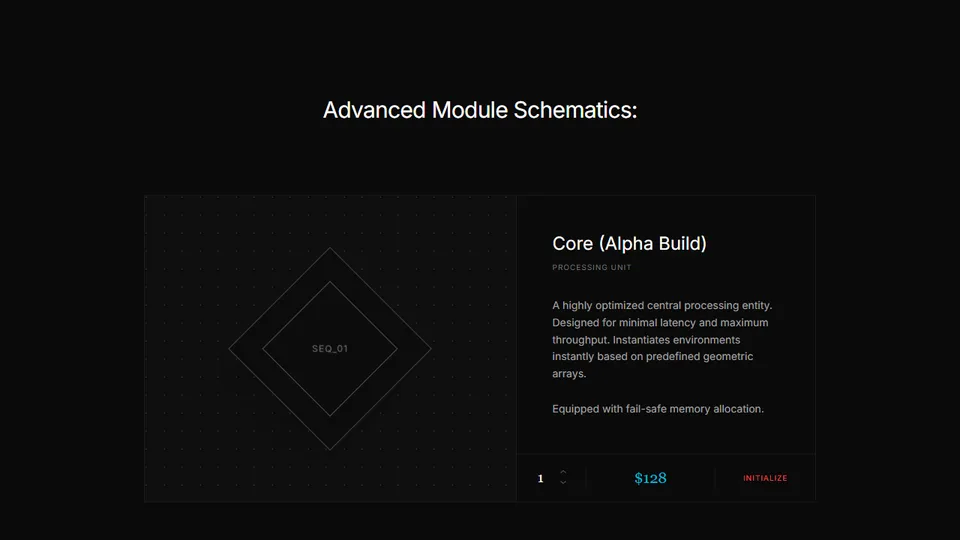 Advanced Module Schematics:
SEQ_01
Core (Alpha Build)
PROCESSING UNIT
A highly optimized central processing entity.
Designed for minimal latency and maximum
throughput. Instantiates environments
instantly based on predefined geometric
arrays.
Equipped with fail-safe memory allocation.
1
$128
INITIALIZE